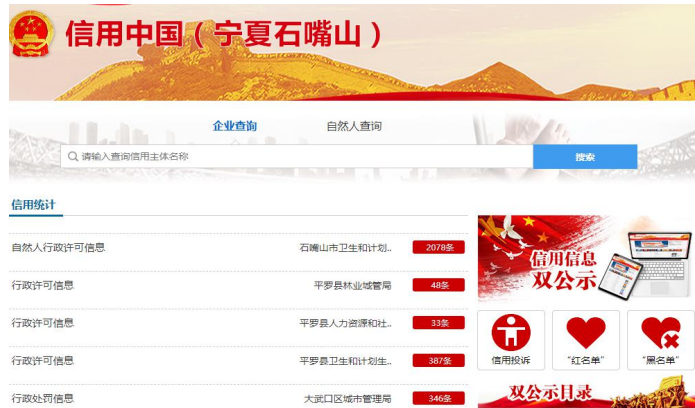 信用中国（宁夏石嘴山）
企业查询 自然人查询
请输入查询信用主体名称 搜索
信用统计
自然人行政许可信息 石嘴山市卫生和计划.. 2078条
行政许可信息 平罗县林业城管局 48条
行政许可信息 平罗县人力资源和社.. 33条
行政许可信息 平罗县卫生和计划生.. 387条
行政处罚信息 大武口区城市管理局 346条
信用信息
双公示
信用投诉 “红名单” “黑名单”
双公示目录